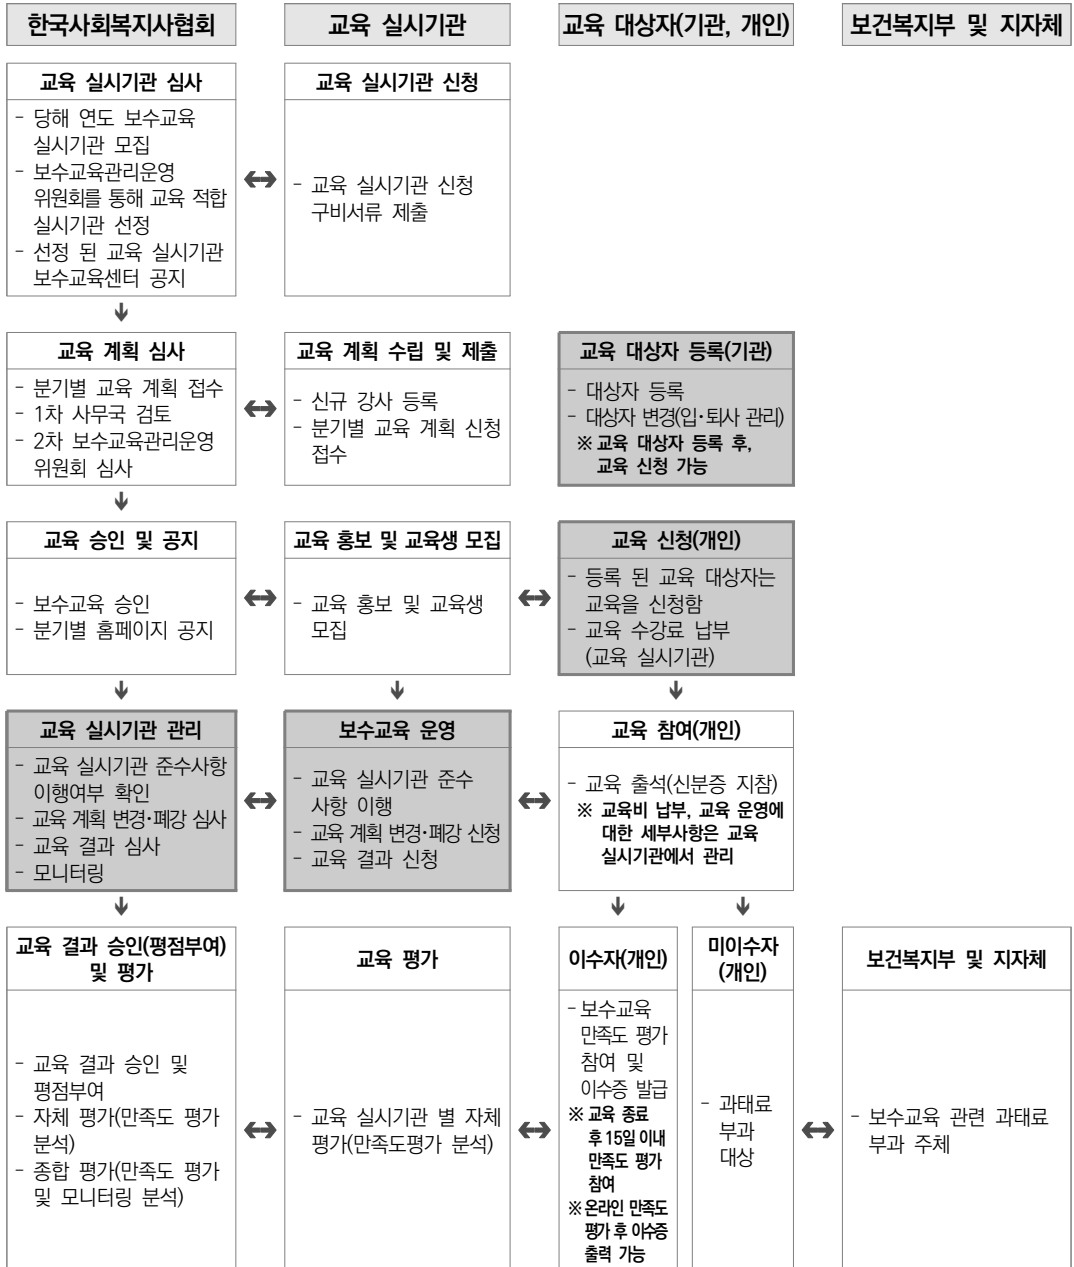 한국사회복지사협회
교육 실시기관
교육 대상자(기관, 개인)
보건복지부 및 지자체
교육 실시기관 심사
- 당해 연도 보수교육
실시기관 모집
- 보수교육관리운영
위원회를 통해 교육 적합
실시기관 선정
- 선정 된 교육 실시기관
보수교육센터 공지
교육 실시기관 신청
- 교육 실시기관 신청
구비서류 제출
교육 계획 심사
- 분기별 교육 계획 접수
- 1차 사무국 검토
- 2차 보수교육관리운영
위원회 심사
교육 계획 수립 및 제출
- 신규 강사 등록
- 분기별 교육 계획 신청
접수
교육 대상자 등록(기관)
- 대상자 등록
- 대상자 변경(입·퇴사 관리)
※ 교육 대상자 등록 후,
교육 신청 가능
교육 승인 및 공지
- 보수교육 승인
- 분기별 홈페이지 공지
교육 홍보 및 교육생 모집
- 교육 홍보 및 교육생
모집
교육 신청(개인)
- 등록 된 교육 대상자는
교육을 신청함
- 교육 수강료 납부
(교육 실시기관)
교육 실시기관 관리
- 교육 실시기관 준수사항
이행여부 확인
- 교육 계획 변경·폐강 심사
- 교육 결과 심사
- 모니터링
보수교육 운영
- 교육 실시기관 준수
사항 이행
- 교육 계획 변경·폐강 신청
- 교육 결과 신청
교육 참여(개인)
- 교육 출석(신분증 지참)
※ 교육비 납부, 교육 운영에
대한 세부사항은 교육
실시기관에서 관리
교육 결과 승인(평점부여)
및 평가
- 교육 결과 승인 및
평점부여
- 자체 평가(만족도 평가
분석)
- 종합 평가(만족도 평가
및 모니터링 분석)
교육 평가
- 교육 실시기관 별 자체
평가(만족도평가 분석)
이수자(개인)
- 보수교육
만족도 평가
참여 및
이수증 발급
※ 교육 종료
후 15일 이내
만족도 평가
참여
※ 온라인 만족도
평가 후 이수증
출력 가능
미이수자
(개인)
- 과태료
부과
대상
보건복지부 및 지자체
- 보수교육 관련 과태료
부과 주체